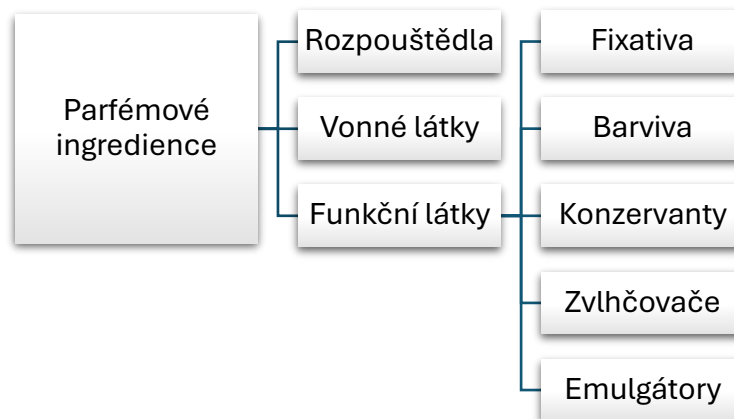 Parfémové
ingredience
Rozpouštědla
Vonné látky
Funkční látky
Fixativa
Barviva
Konzervanty
Zvlhčovače
Emulgátory